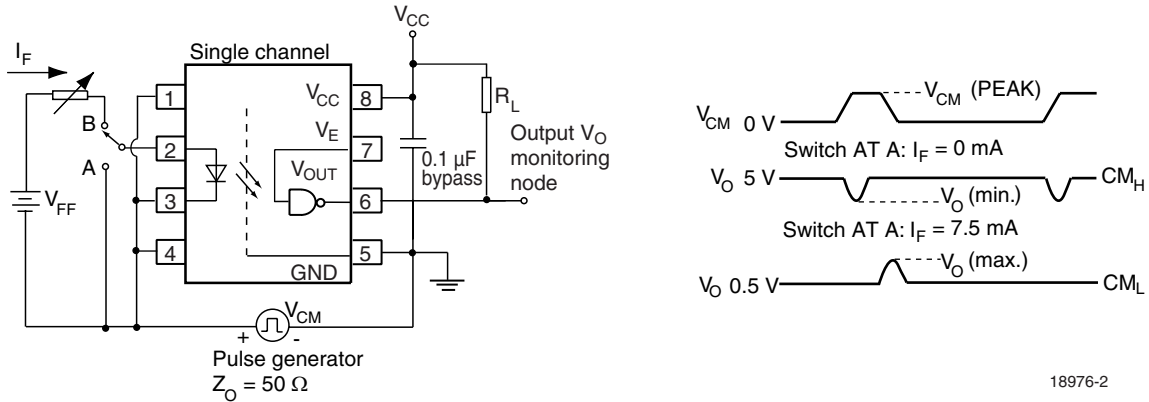 V_CC
Single channel
I_F
B
A
V_FF
1
2
3
4
V_CC
V_E
V_OUT
GND
8
7
6
5
0.1 µF
bypass
R_L
Output V_O
monitoring
node
V_CM
+ -
Pulse generator
Z_O = 50 Ω
V_CM 0 V
V_CM (PEAK)
Switch AT A: I_F = 0 mA
V_O 5 V
CM_H
V_O (min.)
Switch AT A: I_F = 7.5 mA
V_O (max.)
V_O 0.5 V
CM_L
18976-2